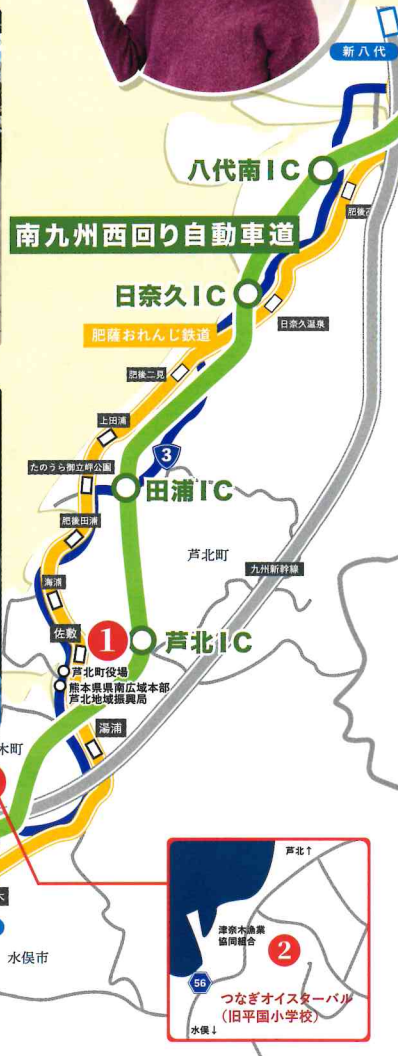 新八代
八代南IC
肥後
南九州西回り自動車道
日奈久IC
日奈久温泉
肥薩おれんじ鉄道
肥後二見
上田浦
3
たのうら御立岬公園
田浦IC
肥後田浦
芦北町
九州新幹線
海浦
佐敷
1
芦北IC
芦北町役場
熊本県県南広域本部
芦北地域振興局
湯浦
木町
木
水俣市
芦北↑
津奈木漁業
協同組合
2
56
つなぎオイスターバル
(旧平国小学校)
水俣↓